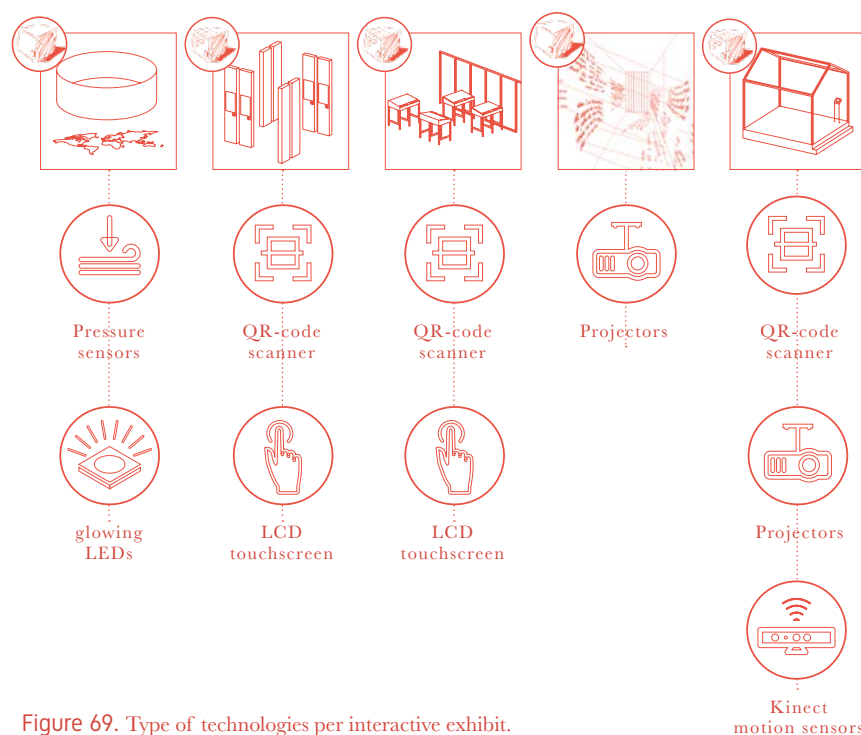 Pressure
sensors
QR-code
scanner
QR-code
scanner
Projectors
QR-code
scanner
glowing
LEDs
LCD
touchscreen
LCD
touchscreen
Projectors
Kinect
motion sensors
Figure 69. Type of technologies per interactive exhibit.